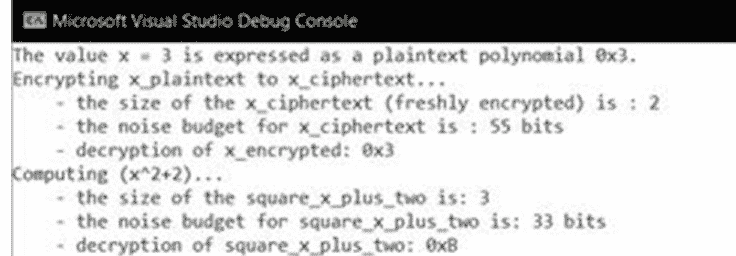 Microsoft Visual Studio Debug Console
The value x = 3 is expressed as a plaintext polynomial 0x3.
Encrypting x_plaintext to x_ciphertext...
- the size of the x_ciphertext (freshly encrypted) is : 2
- the noise budget for x_ciphertext is : 55 bits
- decryption of x_encrypted: 0x3
Computing (x^2+2)...
- the size of the square_x_plus_two is: 3
- the noise budget for square_x_plus_two is: 33 bits
- decryption of square_x_plus_two: 0xB